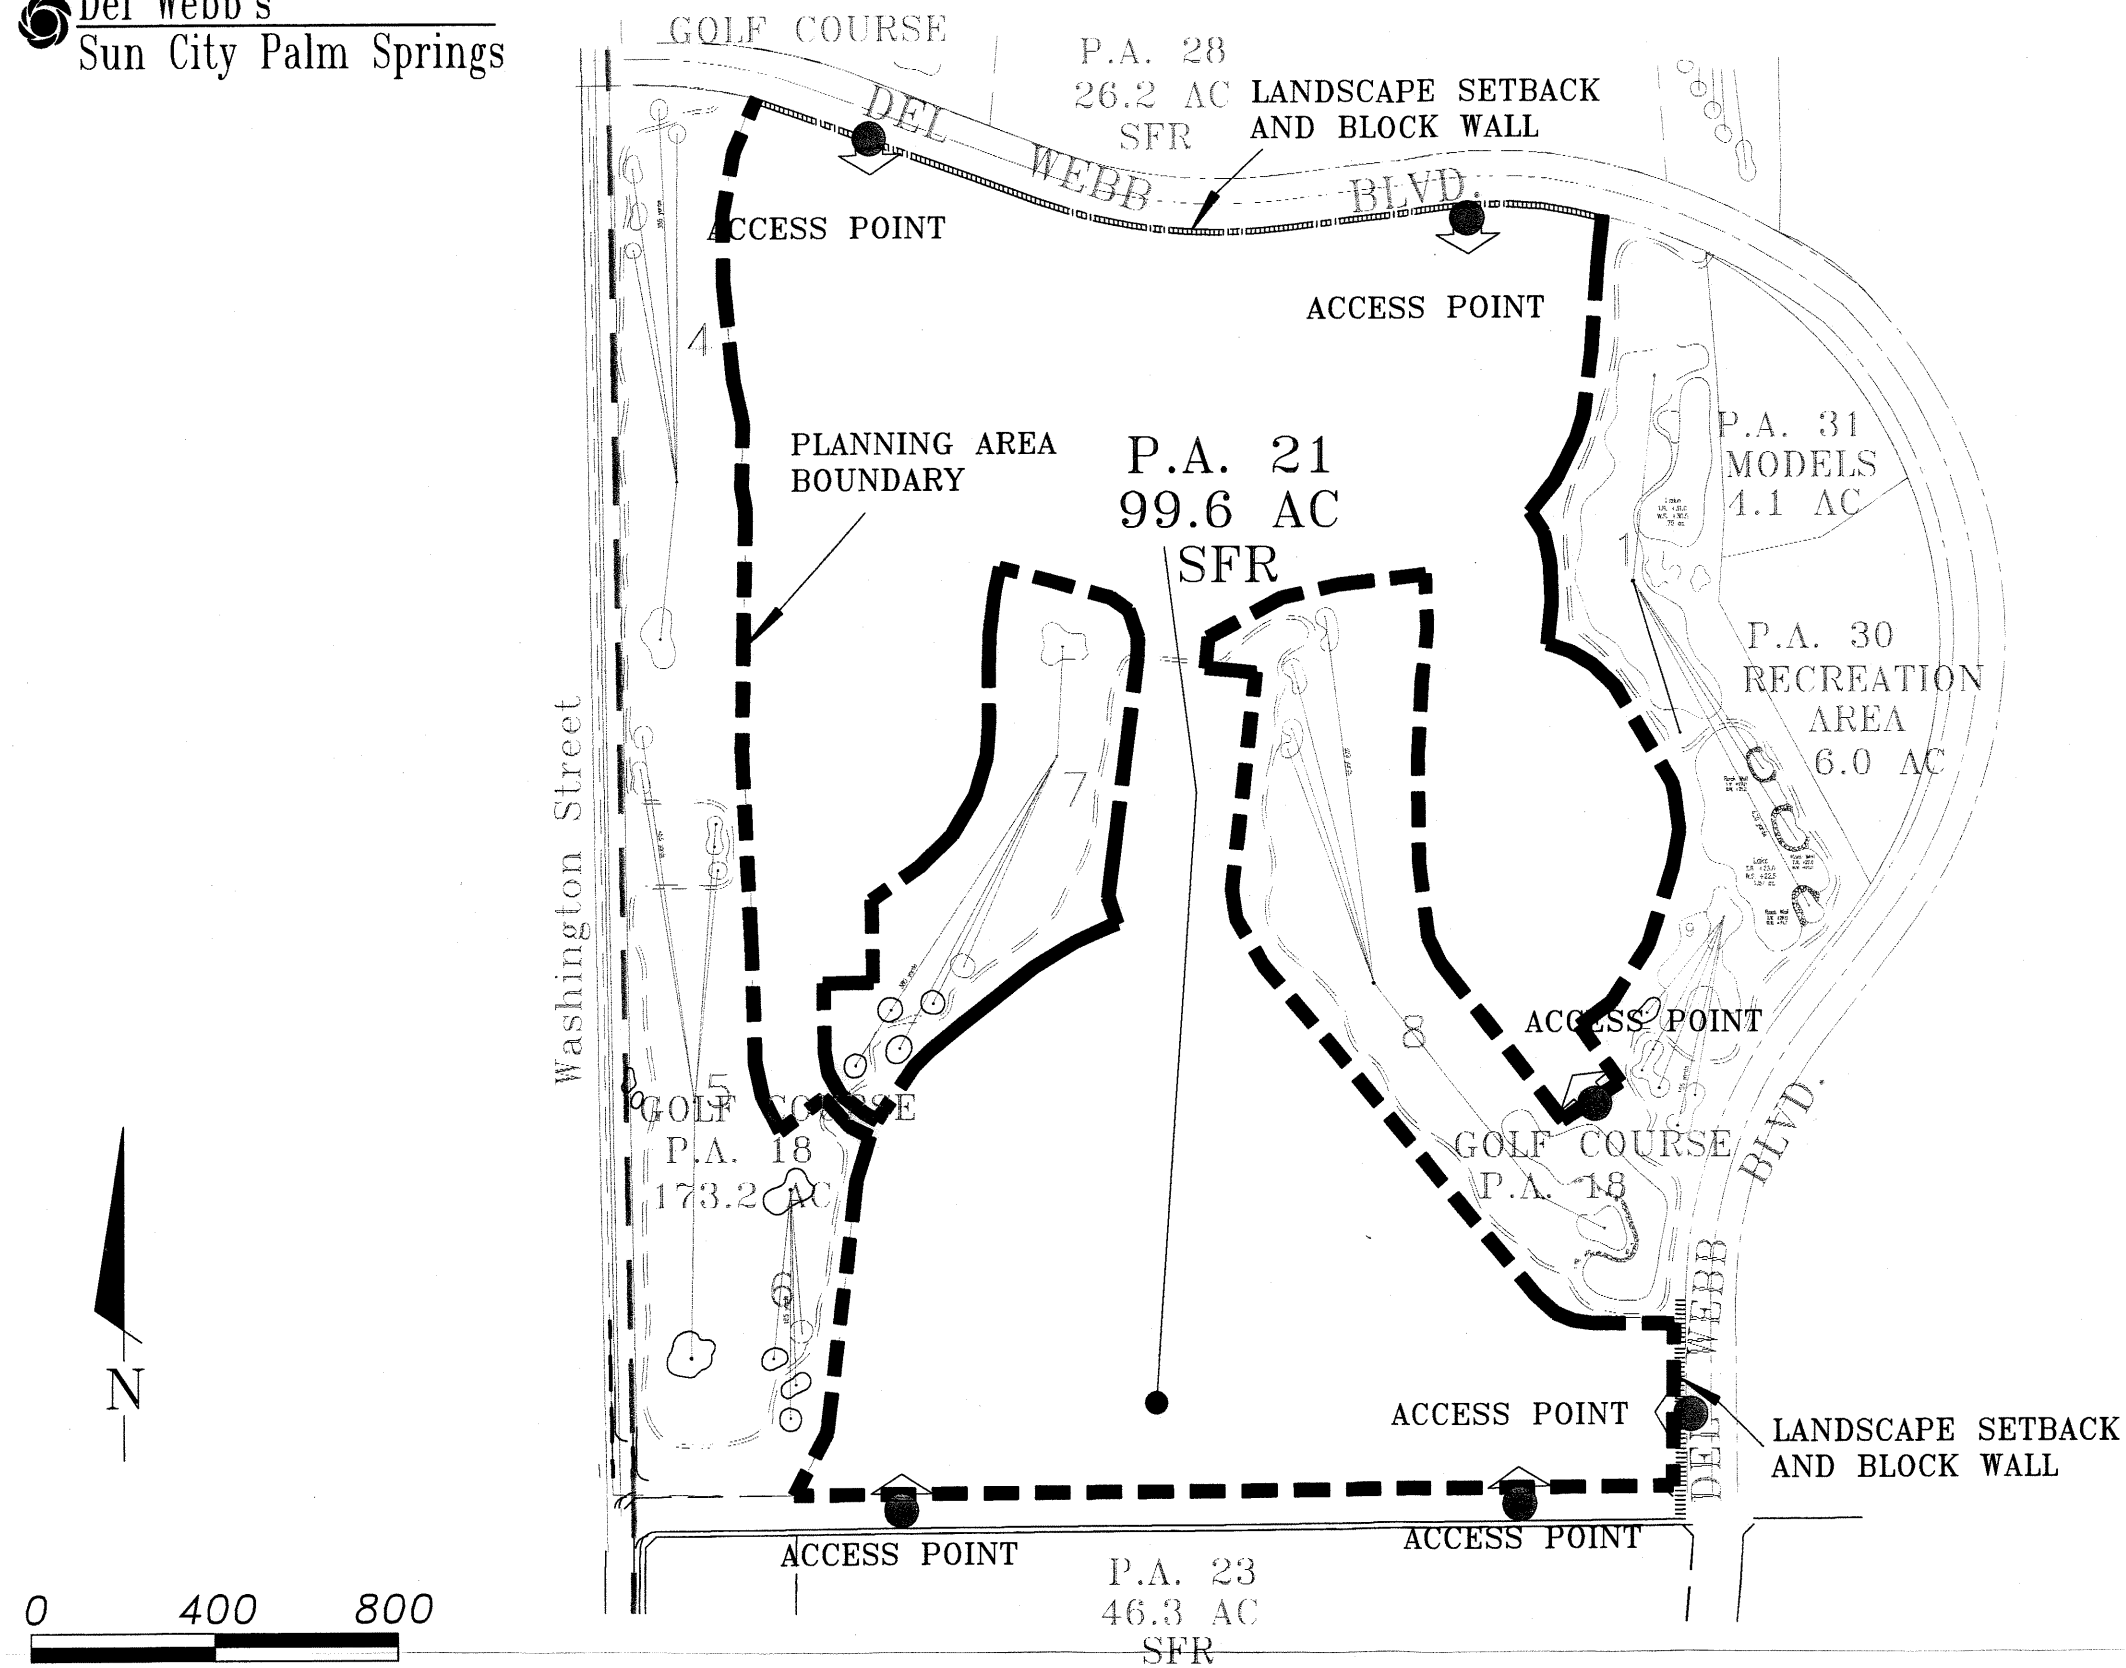 Del Webb's
Sun City Palm Springs
GOLF COURSE
P.A. 28
26.2 AC
SFR
LANDSCAPE SETBACK
AND BLOCK WALL
DEL WEBB BLVD.
ACCESS POINT
ACCESS POINT
4
PLANNING AREA
BOUNDARY
P.A. 21
99.6 AC
SFR
P.A. 31
MODELS
4.1 AC
1
P.A. 30
RECREATION
AREA
6.0 AC
Washington Street
7
8
9
Lake
ACCESS POINT
5
GOLF COURSE
P.A. 18
173.2 AC
GOLF COURSE
P.A. 18
6
DEL WEBB BLVD.
ACCESS POINT
LANDSCAPE SETBACK
AND BLOCK WALL
N
ACCESS POINT
ACCESS POINT
P.A. 23
46.3 AC
SFR
0 400 800